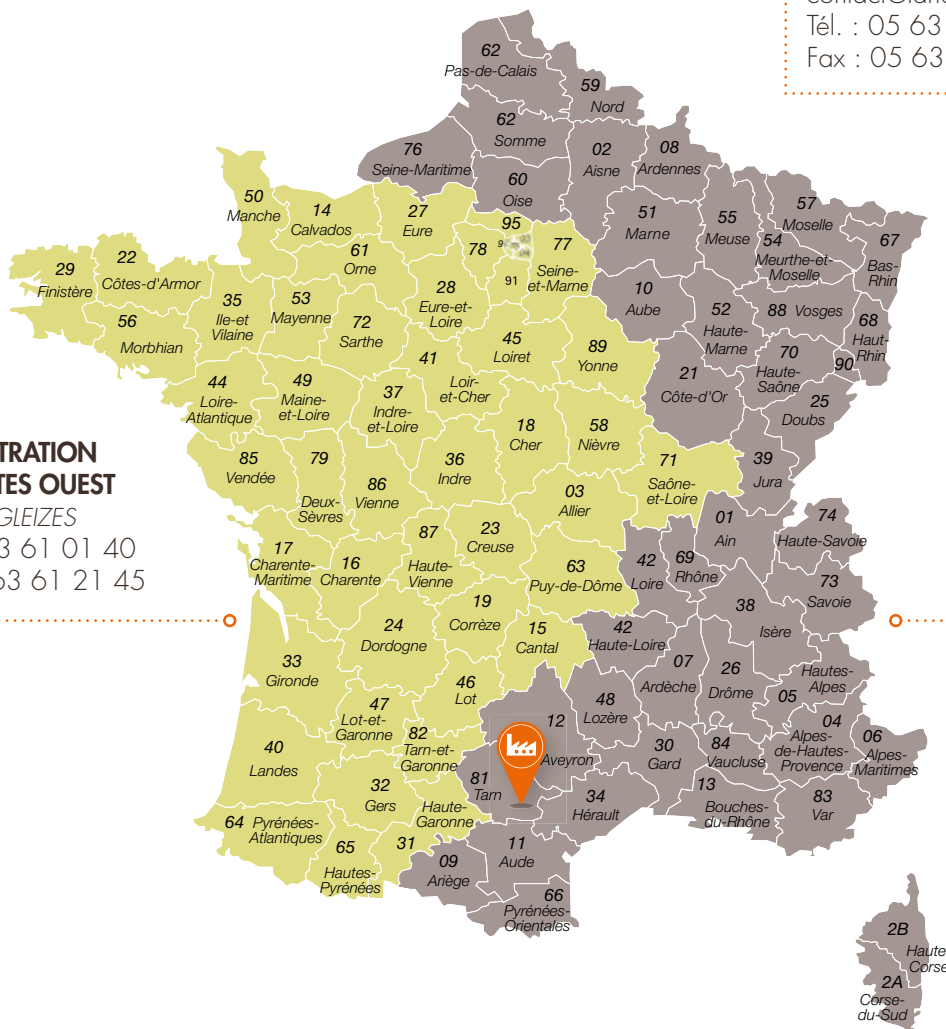 Tél. : 05 63
Fax : 05 63
62
Pas-de-Calais
59
Nord
62
Somme
76
Seine-Maritime
02
Aisne
08
Ardennes
60
Oise
50
Manche
14
Calvados
27
Eure
95
78
77
Seine-
et-Marne
91
51
Marne
55
Meuse
57
Moselle
54
Meurthe-et-
Moselle
67
Bas-
Rhin
29
Finistère
22
Côtes-d'Armor
61
Orne
35
Ile-et
Vilaine
53
Mayenne
28
Eure-et-
Loire
10
Aube
52
Haute-
Marne
88 Vosges
68
Haut-
Rhin
56
Morbhian
72
Sarthe
45
Loiret
89
Yonne
70
Haute-
Saône
90
41
Loir-
et-Cher
44
Loire-
Atlantique
49
Maine-
et-Loire
37
Indre-
et-Loire
21
Côte-d'Or
25
Doubs
18
Cher
58
Nièvre
TRATION
TES OUEST
GLEIZES
3 61 01 40
63 61 21 45
85
Vendée
79
Deux-
Sèvres
86
Vienne
36
Indre
71
Saône-
et-Loire
39
Jura
03
Allier
01
Ain
74
Haute-Savoie
17
Charente-
Maritime
16
Charente
87
Haute-
Vienne
23
Creuse
63
Puy-de-Dôme
42
Loire
69
Rhône
73
Savoie
19
Corrèze
38
Isère
24
Dordogne
15
Cantal
42
Haute-Loire
33
Gironde
46
Lot
07
Ardèche
26
Drôme
Hautes-
Alpes
05
47
Lot-et-
Garonne
48
Lozère
12
Aveyron
82
Tarn-et-
Garonne
40
Landes
30
Gard
84
Vaucluse
04
Alpes-
de-Hautes-
Provence
06
Alpes-
Maritimes
32
Gers
81
Tarn
34
Hérault
13
Bouches-
du-Rhône
83
Var
Haute-
Garonne
31
64 Pyrénées-
Atlantiques
65
Hautes-
Pyrénées
09
Ariège
11
Aude
66
Pyrénées-
Orientales
2B
Haute
Corse
2A
Corse-
du-Sud